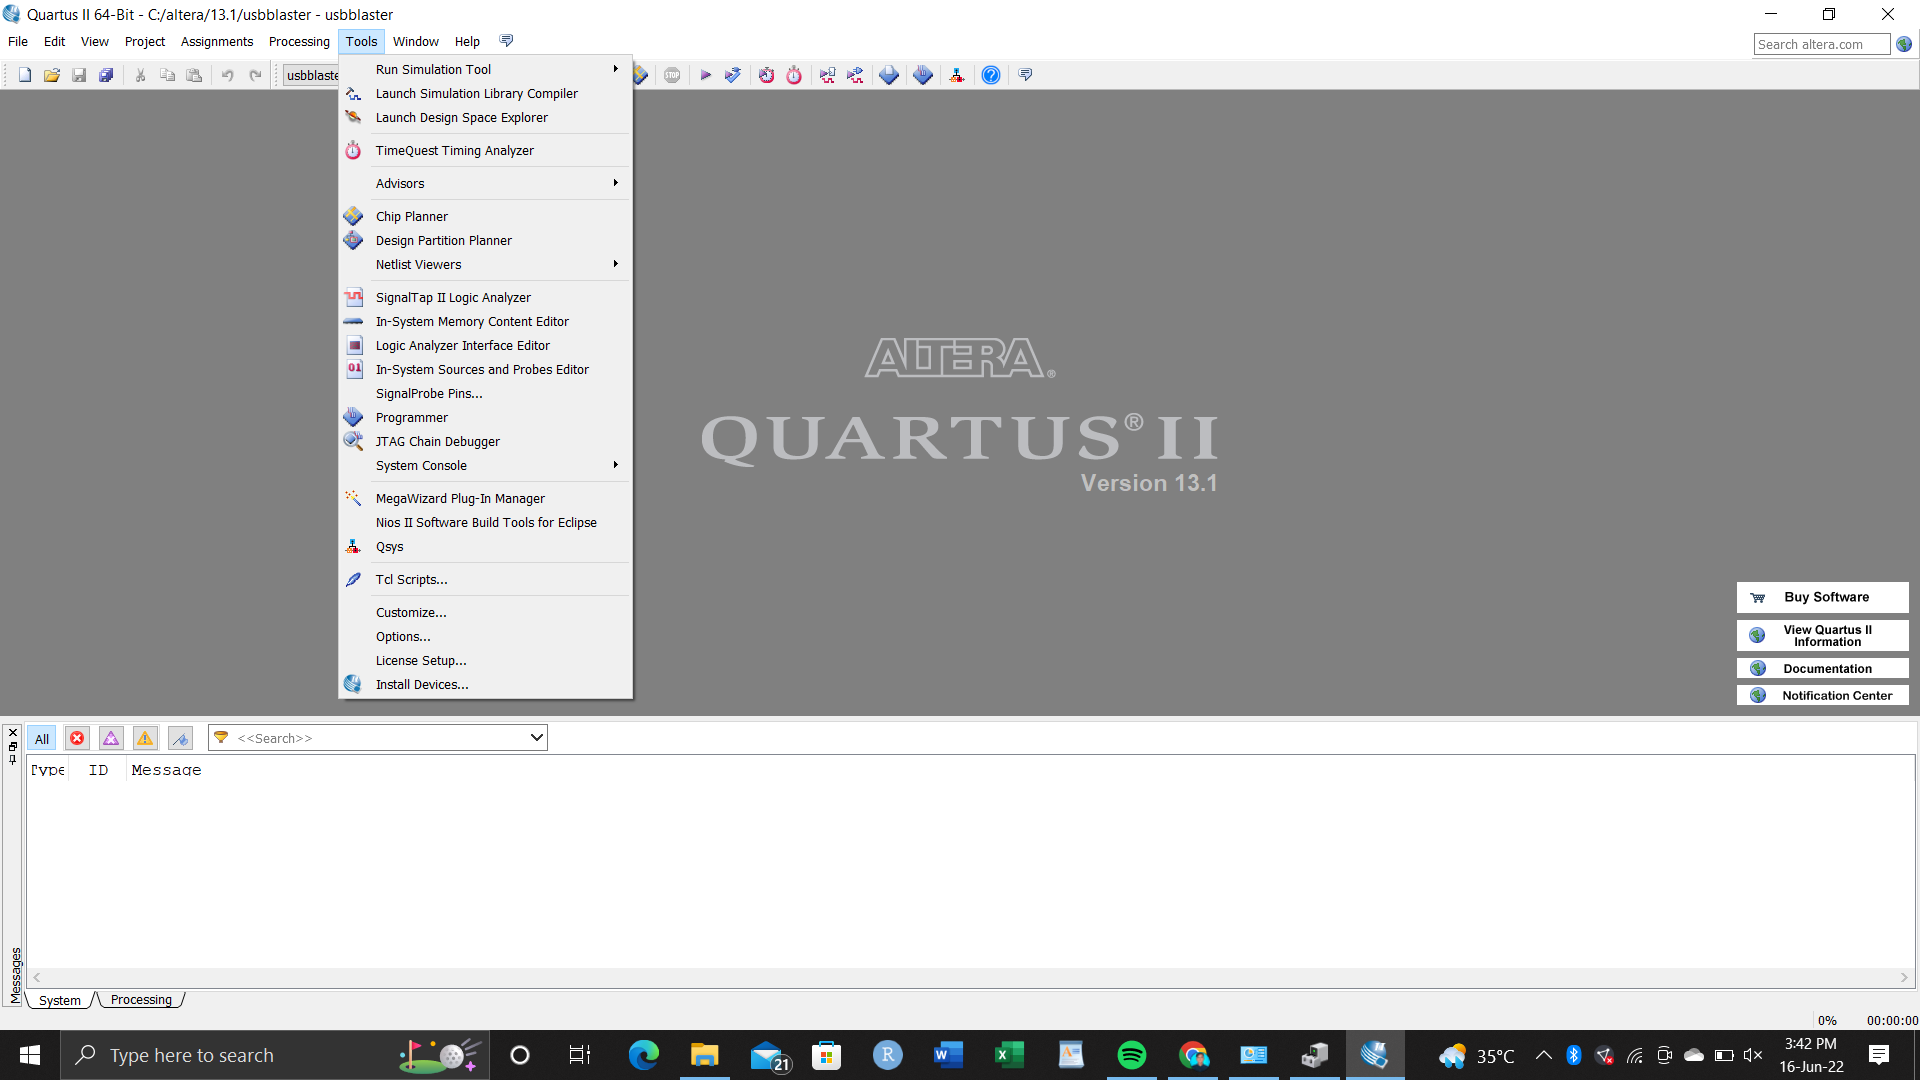 Quartus II 64-Bit - C:/altera/13.1/usbblaster - usbblaster
File Edit View Project Assignments Processing Tools Window Help
Search altera.com
Run Simulation Tool
Launch Simulation Library Compiler
Launch Design Space Explorer
TimeQuest Timing Analyzer
Advisors
Chip Planner
Design Partition Planner
Netlist Viewers
SignalTap II Logic Analyzer
In-System Memory Content Editor
Logic Analyzer Interface Editor
In-System Sources and Probes Editor
SignalProbe Pins...
Programmer
JTAG Chain Debugger
System Console
MegaWizard Plug-In Manager
Nios II Software Build Tools for Eclipse
Qsys
Tcl Scripts...
Customize...
Options...
License Setup...
Install Devices...
usbblaste
STOP
01
ALTERA®
QUARTUS® II
Version 13.1
Buy Software
View Quartus II
Information
Documentation
Notification Center
All
<<Search>>
Type ID Message
Messages
System Processing
0% 00:00:00
Type here to search
21
R
W
X
35°C
3:42 PM
16-Jun-22